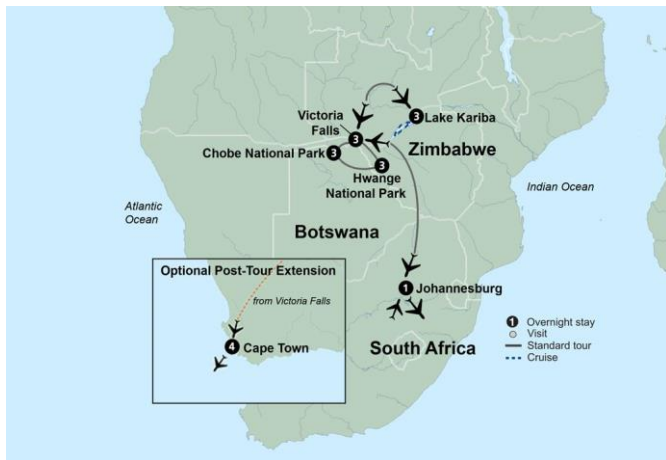 Victoria
Falls
3
3
Lake Kariba
Chobe National Park
3
3
Zimbabwe
Hwange
National Park
Atlantic
Ocean
Indian Ocean
Botswana
Optional Post-Tour Extension
from Victoria Falls
1
Johannesburg
4
Cape Town
South Africa
1
Overnight stay
Visit
Standard tour
Cruise